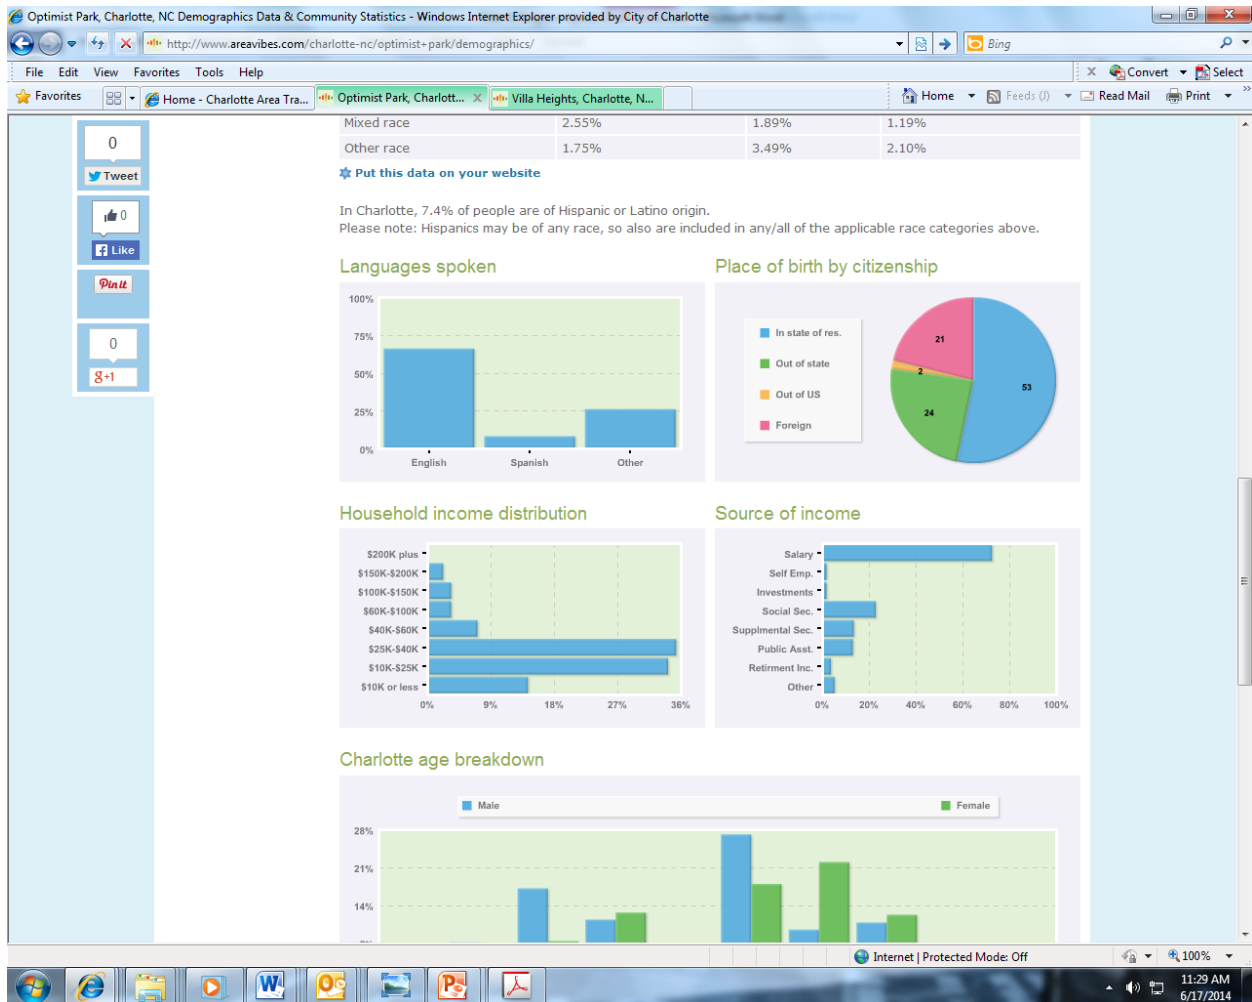 Optimist Park, Charlotte, NC Demographics Data & Community Statistics - Windows Internet Explorer provided by City of Charlotte
http://www.areavibes.com/charlotte-nc/optimist+park/demographics/
Bing
File Edit View Favorites Tools Help
Convert Select
Favorites
Home - Charlotte Area Tra...
Optimist Park, Charlott...
Villa Heights, Charlotte, N...
Home Feeds (J) Read Mail Print
0
Tweet
0
Like
Pin it
0
g+1
Mixed race 2.55% 1.89% 1.19%
Other race 1.75% 3.49% 2.10%
Put this data on your website
In Charlotte, 7.4% of people are of Hispanic or Latino origin.
Please note: Hispanics may be of any race, so also are included in any/all of the applicable race categories above.
Languages spoken
100%
75%
50%
25%
0%
English Spanish Other
Place of birth by citizenship
In state of res.
Out of state
Out of US
Foreign
21
2
53
24
Household income distribution
$200K plus
$150K-$200K
$100K-$150K
$60K-$100K
$40K-$60K
$25K-$40K
$10K-$25K
$10K or less
0% 9% 18% 27% 36%
Source of income
Salary
Self Emp.
Investments
Social Sec.
Supplmental Sec.
Public Asst.
Retirment Inc.
Other
0% 20% 40% 60% 80% 100%
Charlotte age breakdown
Male Female
28%
21%
14%
Internet | Protected Mode: Off
100%
11:29 AM
6/17/2014